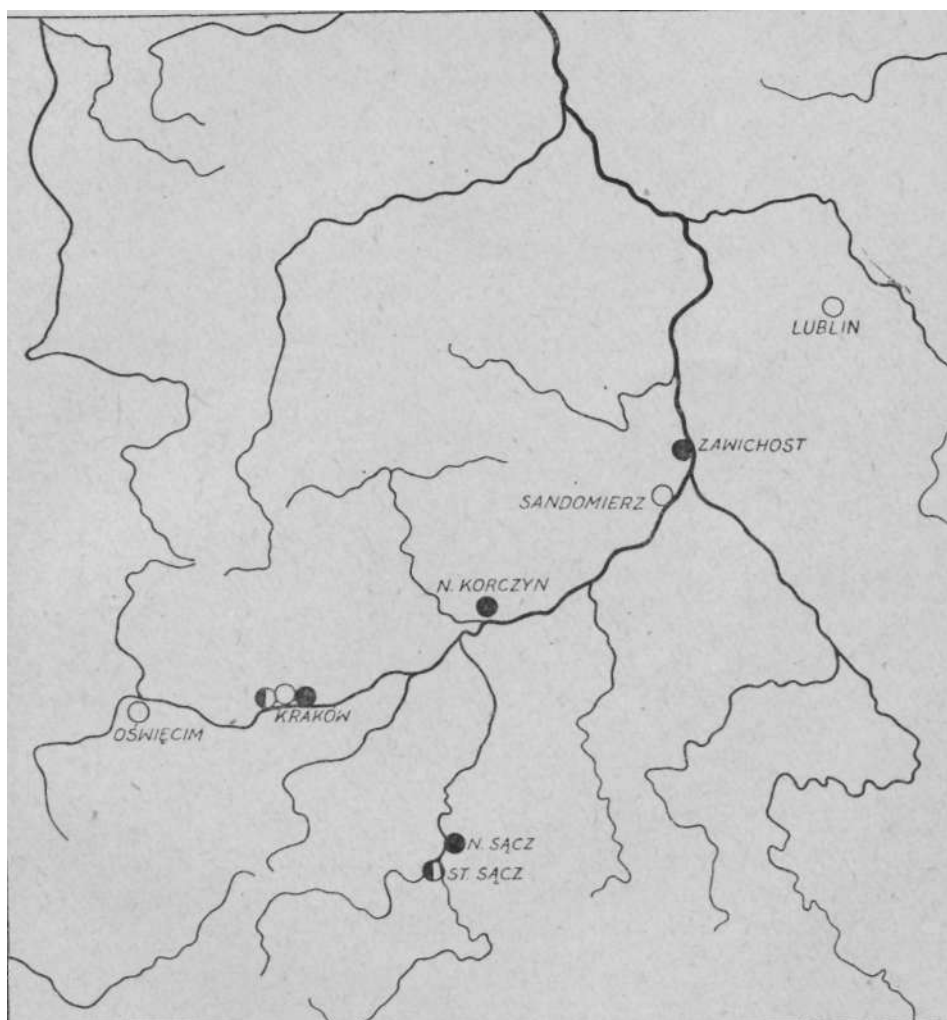 LUBLIN
ZAWICHOST
SANDOMIERZ
N. KORCZYN
KRAKÓW
OŚWIĘCIM
N. SĄCZ
ST. SĄCZ